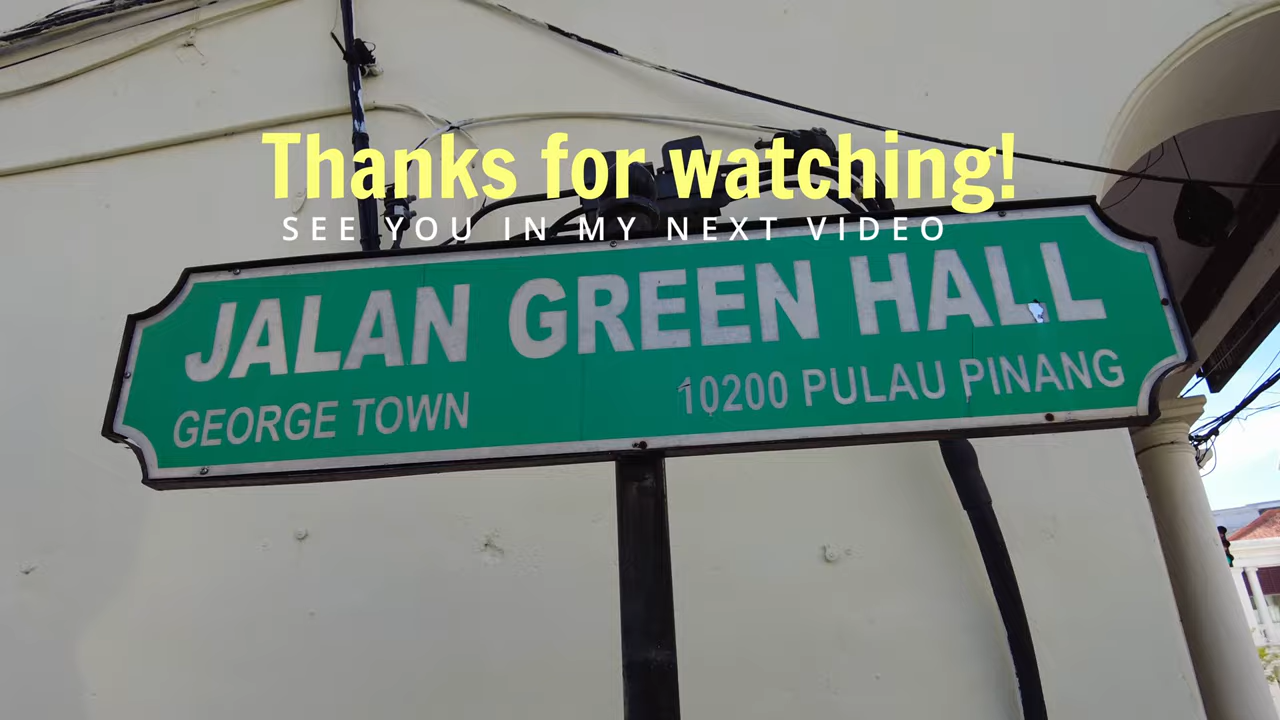 Thanks for watching!
SEE YOU IN MY NEXT VIDEO
JALAN GREEN HALL
GEORGE TOWN 10200 PULAU PINANG